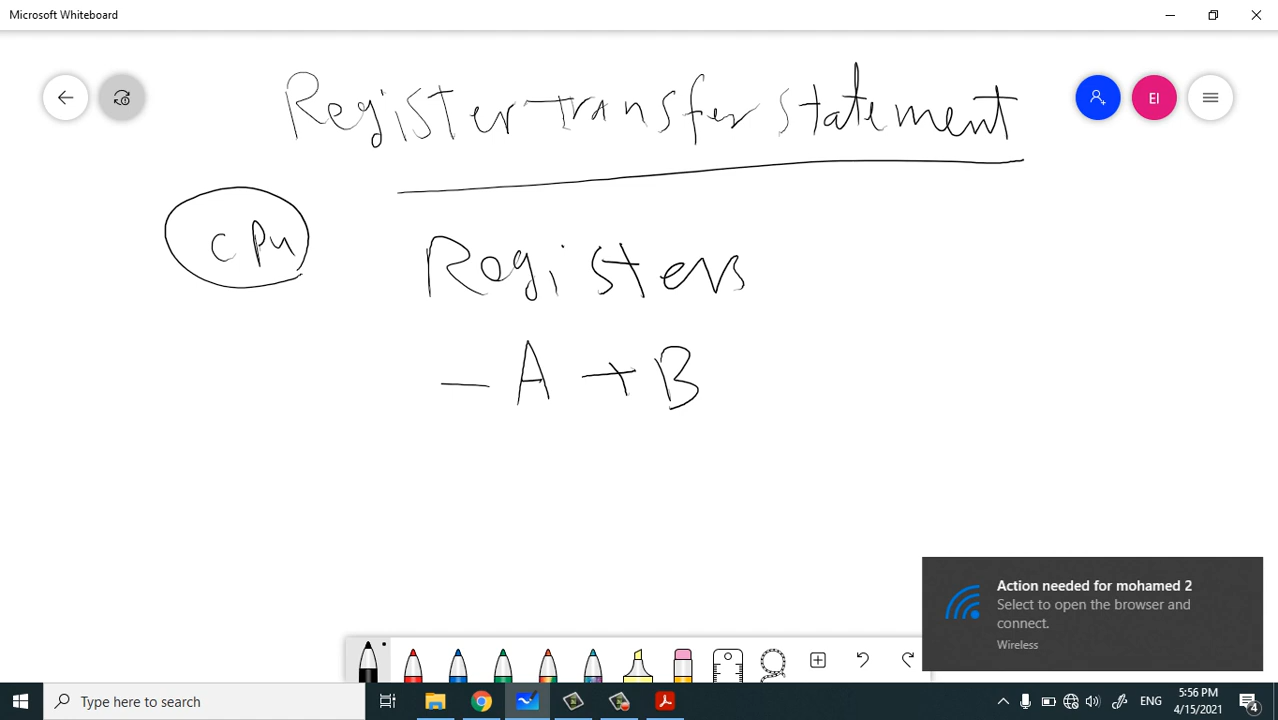 Microsoft Whiteboard
Register transfer statement
EI
CPu
Registers
- A + B
Action needed for mohamed 2
Select to open the browser and
connect.
Wireless
Type here to search
ENG
5:56 PM
4/15/2021
4